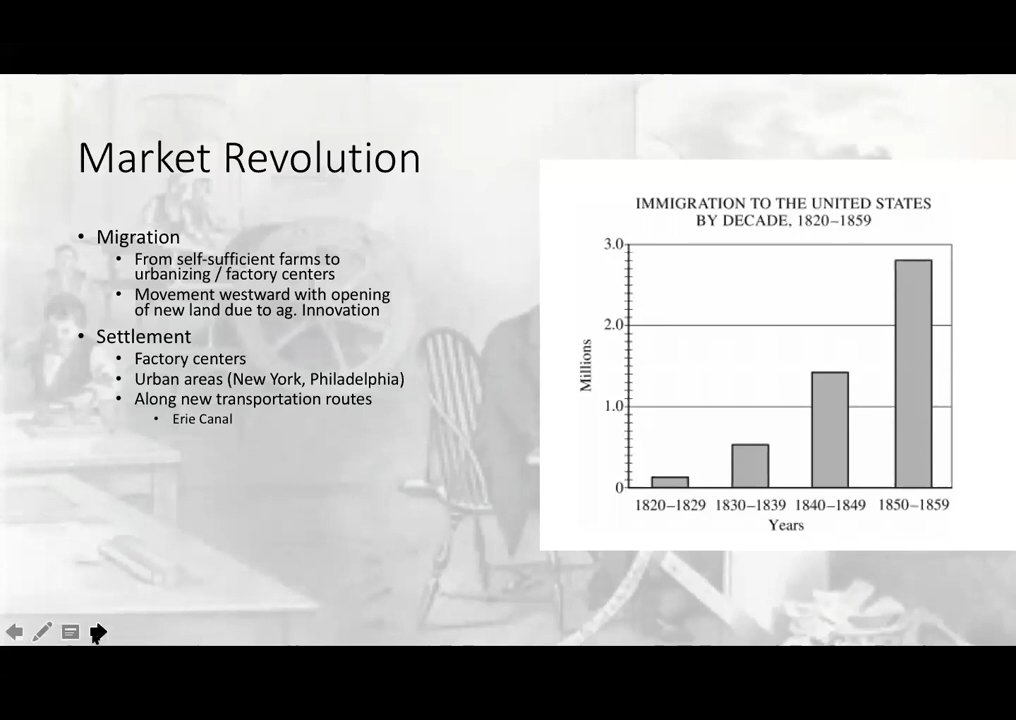 Market Revolution
• Migration
• From self-sufficient farms to
urbanizing / factory centers
• Movement westward with opening
of new land due to ag. Innovation
• Settlement
• Factory centers
• Urban areas (New York, Philadelphia)
• Along new transportation routes
• Erie Canal
IMMIGRATION TO THE UNITED STATES
BY DECADE, 1820–1859
Millions
3.0
2.0
1.0
0
1820–1829 1830–1839 1840–1849 1850–1859
Years